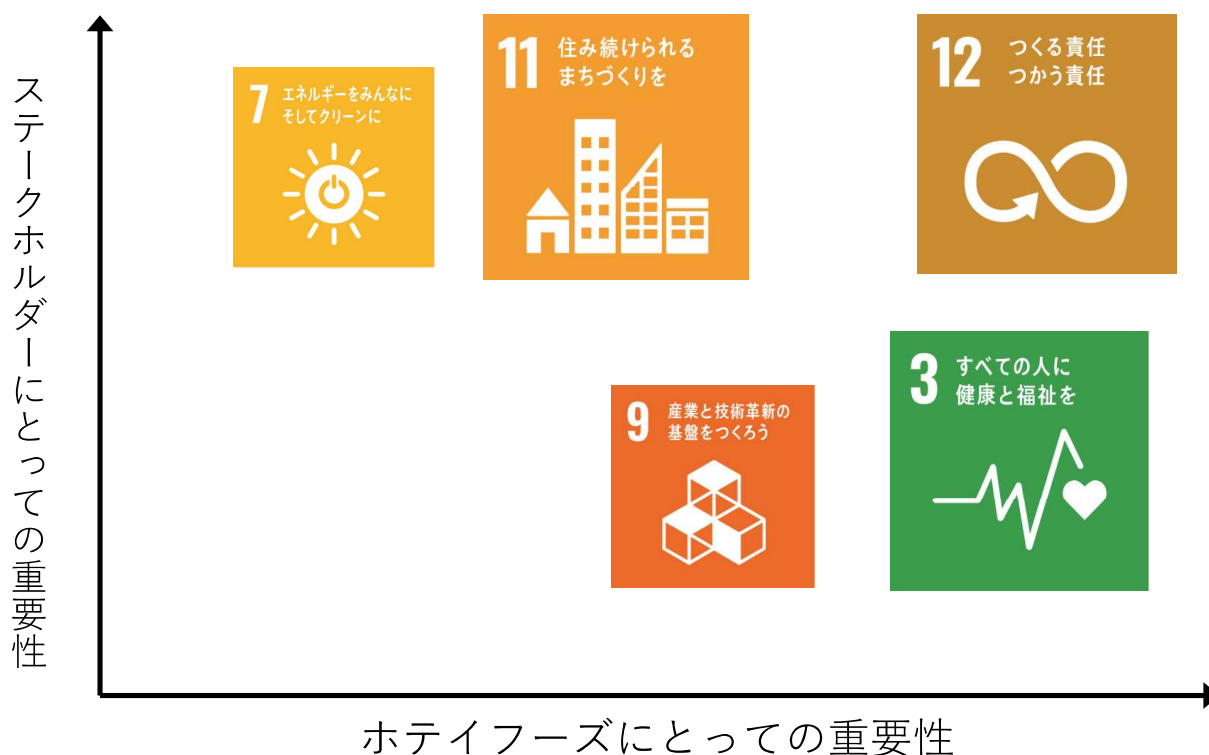 ステークホルダーにとっての重要性
7 エネルギーをみんなに
そしてクリーンに
11 住み続けられる
まちづくりを
12 つくる責任
つかう責任
9 産業と技術革新の
基盤をつくろう
3 すべての人に
健康と福祉を
ホテイフーズにとっての重要性